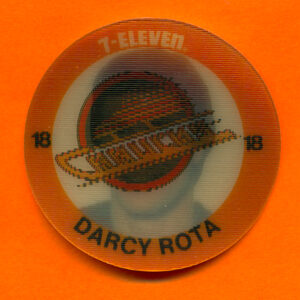 7-ELEVEN.
18 18
CANUCKS
DARCY ROTA